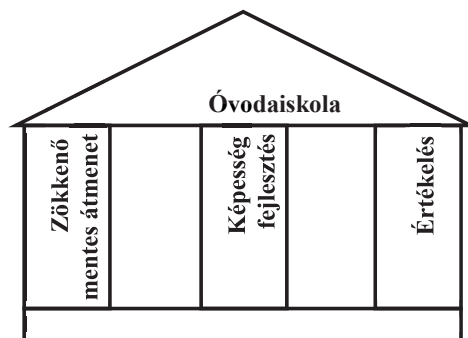 Óvodaiskola
Zökkenő
mentes átmenet
Képesség
fejlesztés
Értékelés